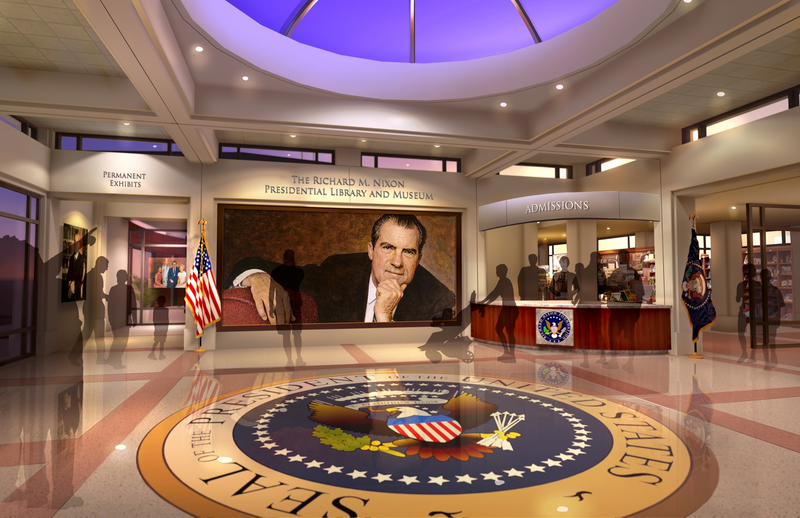 PERMANENT
EXHIBITS
THE RICHARD M. NIXON
PRESIDENTIAL LIBRARY AND MUSEUM
ADMISSIONS
SEAL OF THE PRESIDENT OF THE UNITED STATES